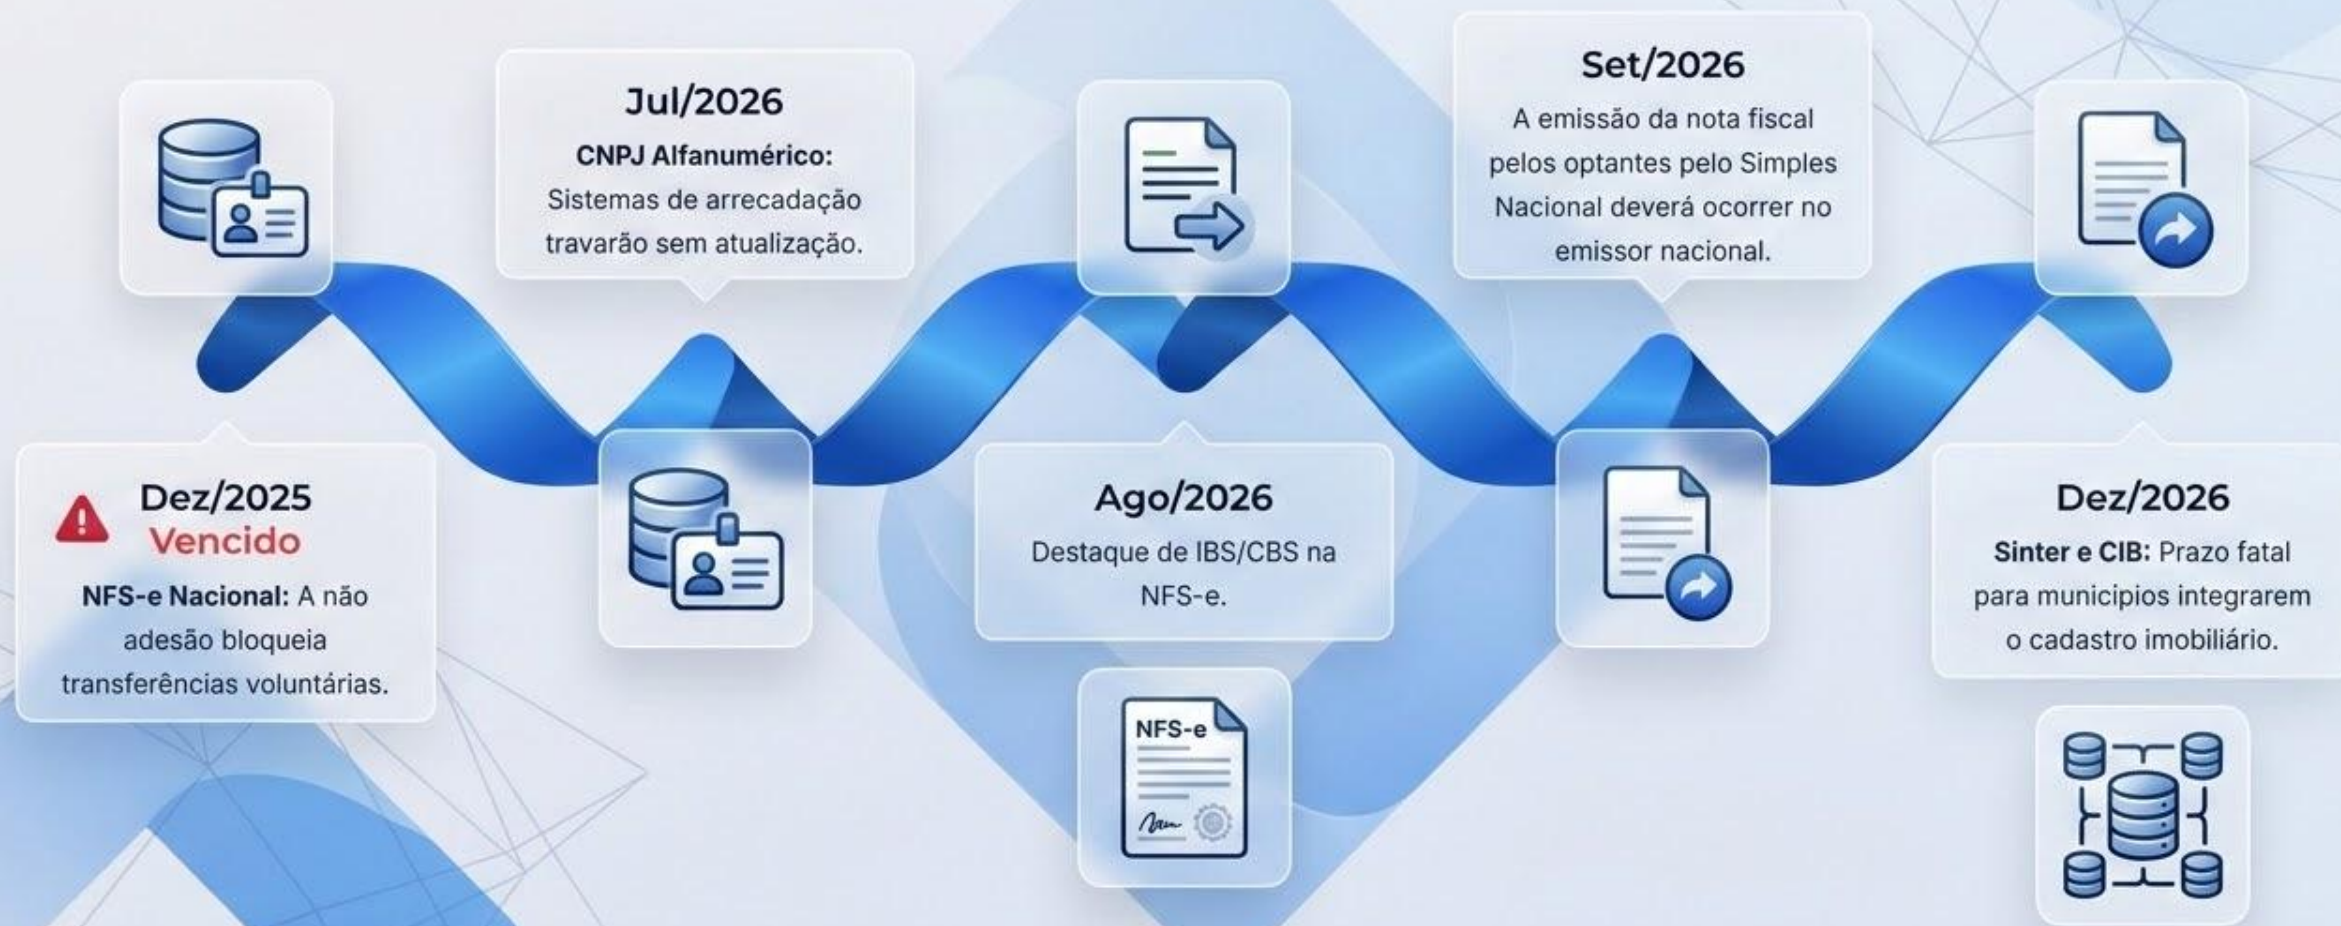 Dez/2025
Vencido
NFS-e Nacional: A não
adesão bloqueia
transferências voluntárias.
Jul/2026
CNPJ Alfanumérico:
Sistemas de arrecadação
travarão sem atualização.
Ago/2026
Destaque de IBS/CBS na
NFS-e.
NFS-e
Set/2026
A emissão da nota fiscal
pelos optantes pelo Simples
Nacional deverá ocorrer no
emissor nacional.
Dez/2026
Sinter e CIB: Prazo fatal
para municípios integrarem
o cadastro imobiliário.